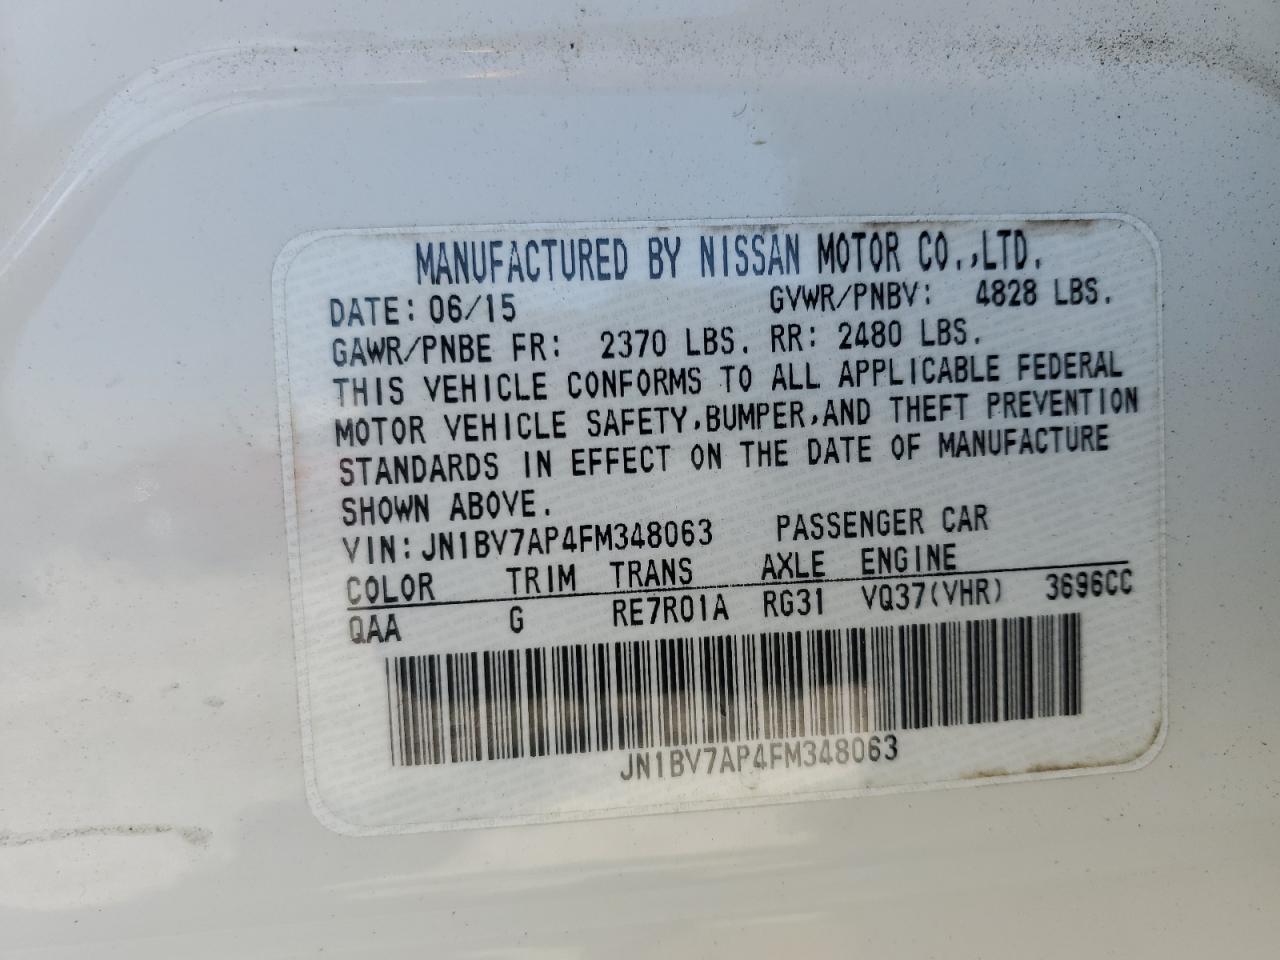 MANUFACTURED BY NISSAN MOTOR CO.,LTD.
DATE: 06/15 GVWR/PNBV: 4828 LBS.
GAWR/PNBE FR: 2370 LBS. RR: 2480 LBS.
THIS VEHICLE CONFORMS TO ALL APPLICABLE FEDERAL
MOTOR VEHICLE SAFETY,BUMPER,AND THEFT PREVENTION
STANDARDS IN EFFECT ON THE DATE OF MANUFACTURE
SHOWN ABOVE.
VIN: JN1BV7AP4FM348063 PASSENGER CAR
COLOR TRIM TRANS AXLE ENGINE
QAA G RE7R01A RG31 VQ37(VHR) 3696CC
JN1BV7AP4FM348063